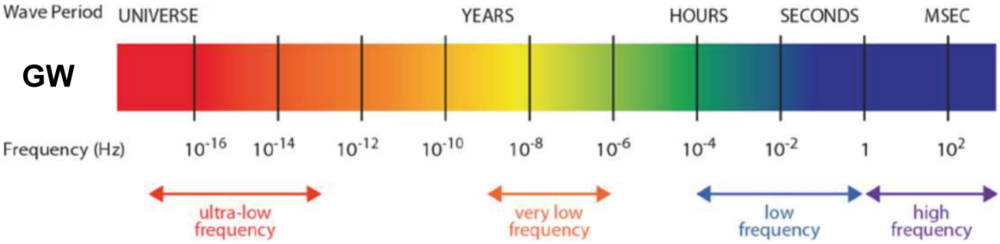 Wave Period UNIVERSE YEARS HOURS SECONDS MSEC
GW
Frequency (Hz) 10⁻¹⁶ 10⁻¹⁴ 10⁻¹² 10⁻¹⁰ 10⁻⁸ 10⁻⁶ 10⁻⁴ 10⁻² 1 10²
ultra-low
frequency
very low
frequency
low
frequency
high
frequency